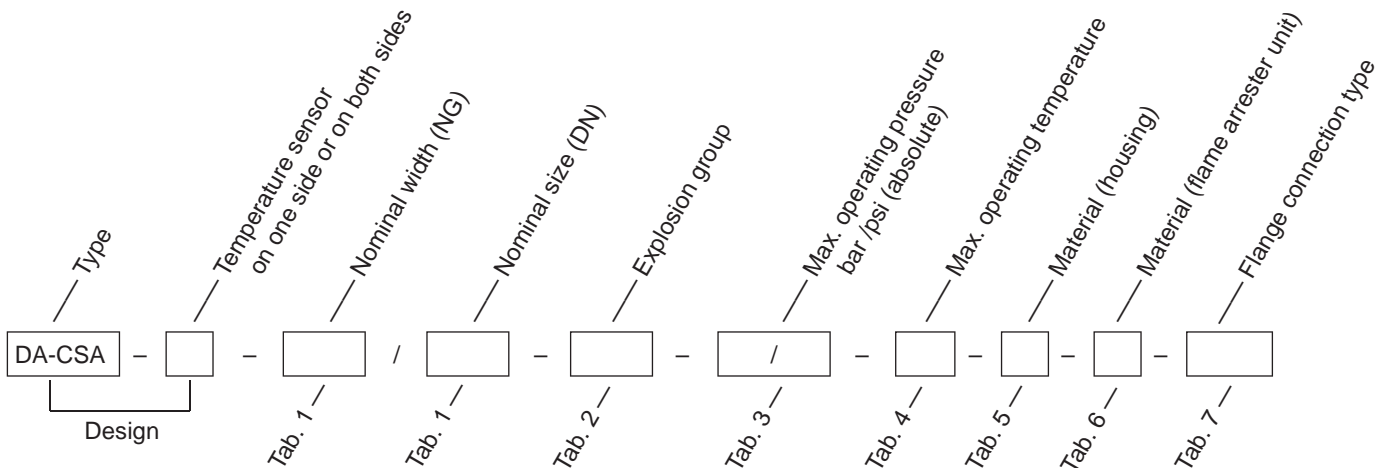 Type
Temperature sensor
on one side or on both sides
Nominal width (NG)
Nominal size (DN)
Explosion group
Max. operating pressure
bar /psi (absolute)
Max. operating temperature
Material (housing)
Material (flame arrester unit)
Flange connection type
DA-CSA – – / – – / – – – –
Design
Tab. 1
Tab. 1
Tab. 2
Tab. 3
Tab. 4
Tab. 5
Tab. 6
Tab. 7